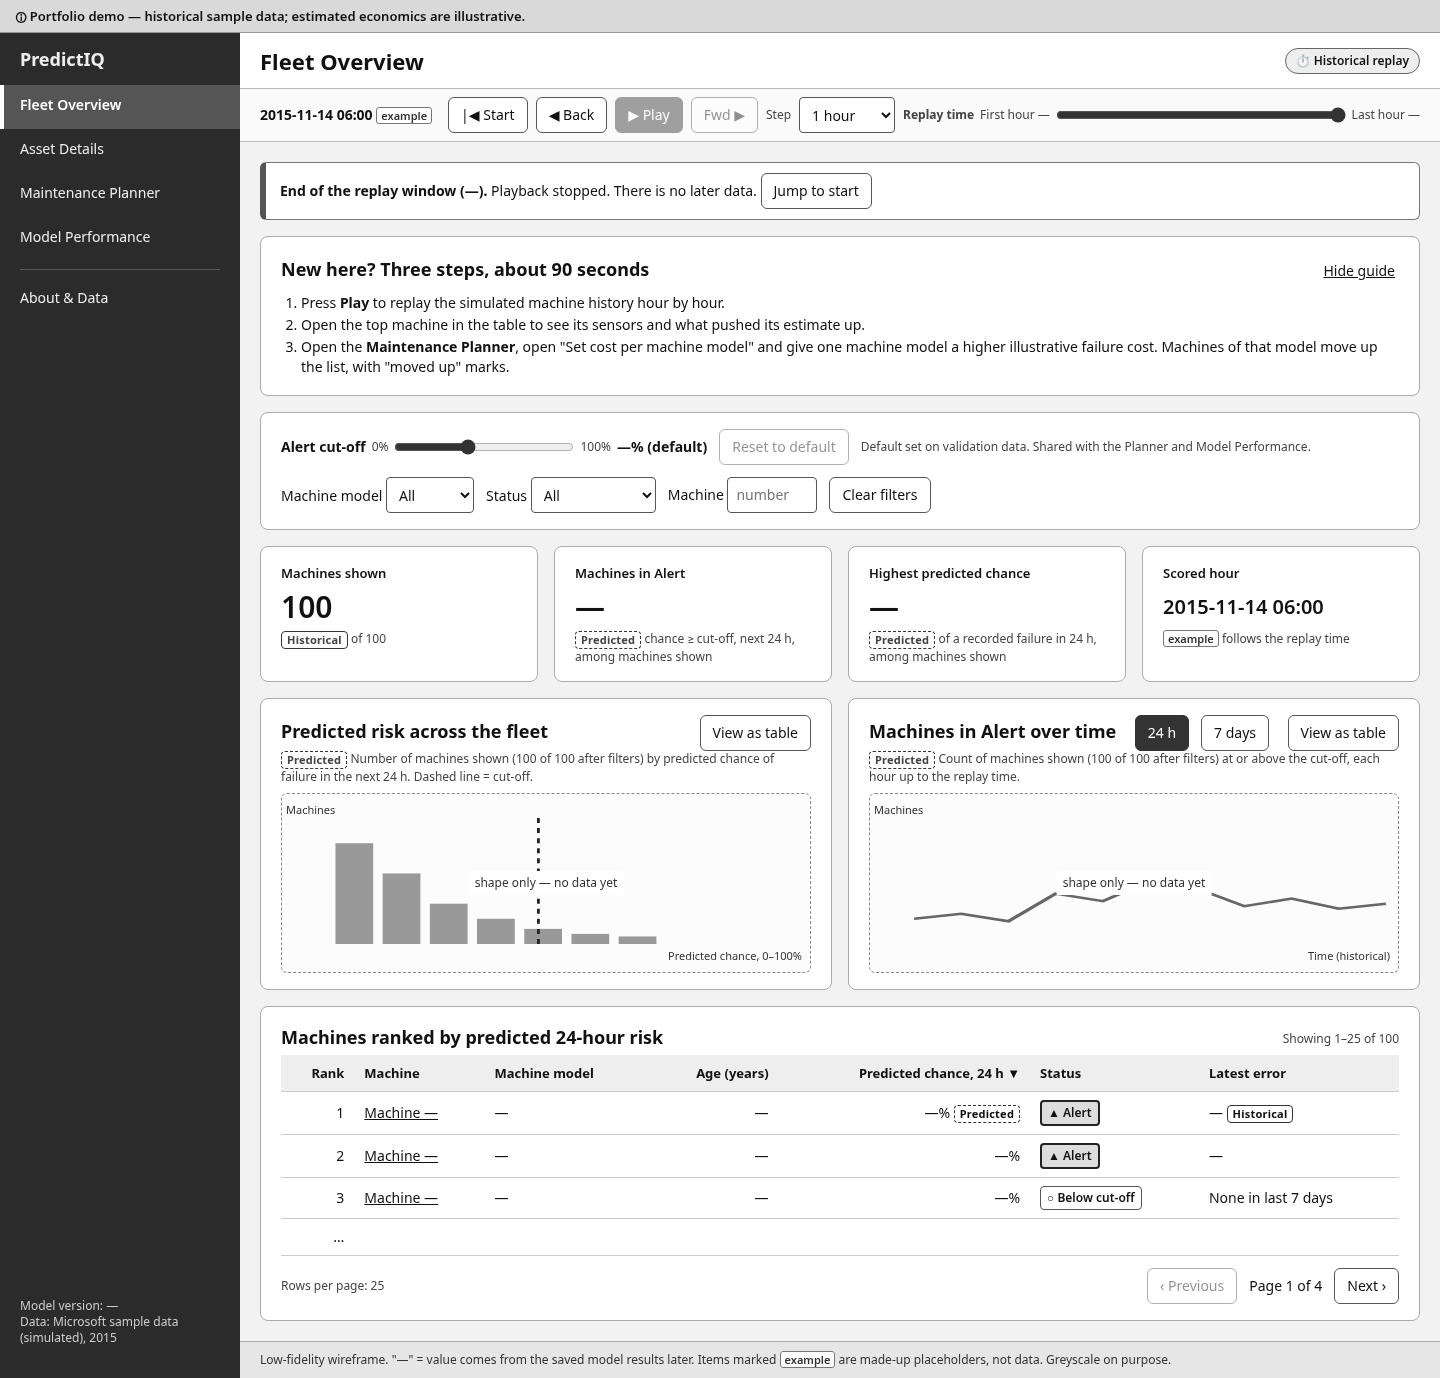 ⓘ Portfolio demo — historical sample data; estimated economics are illustrative.
PredictIQ
Fleet Overview
Asset Details
Maintenance Planner
Model Performance
About & Data
Model version: —
Data: Microsoft sample data
(simulated), 2015
Fleet Overview
⏱ Historical replay
2015-11-14 06:00 example |◀ Start ◀ Back ▶ Play Fwd ▶ Step 1 hour Replay time First hour — Last hour —
End of the replay window (—). Playback stopped. There is no later data. Jump to start
New here? Three steps, about 90 seconds
Hide guide
1. Press Play to replay the simulated machine history hour by hour.
2. Open the top machine in the table to see its sensors and what pushed its estimate up.
3. Open the Maintenance Planner, open "Set cost per machine model" and give one machine model a higher illustrative failure cost. Machines of that model move up
the list, with "moved up" marks.
Alert cut-off 0% 100% —% (default) Reset to default Default set on validation data. Shared with the Planner and Model Performance.
Machine model All Status All Machine number Clear filters
Machines shown
100
Historical of 100
Machines in Alert
—
Predicted chance ≥ cut-off, next 24 h,
among machines shown
Highest predicted chance
—
Predicted of a recorded failure in 24 h,
among machines shown
Scored hour
2015-11-14 06:00
example follows the replay time
Predicted risk across the fleet
View as table
Predicted Number of machines shown (100 of 100 after filters) by predicted chance of
failure in the next 24 h. Dashed line = cut-off.
Machines
shape only — no data yet
Predicted chance, 0–100%
Machines in Alert over time
24 h 7 days View as table
Predicted Count of machines shown (100 of 100 after filters) at or above the cut-off, each
hour up to the replay time.
Machines
shape only — no data yet
Time (historical)
Machines ranked by predicted 24-hour risk
Showing 1–25 of 100
Rank Machine Machine model Age (years) Predicted chance, 24 h ▼ Status Latest error
1 Machine — — — —% Predicted ▲ Alert — Historical
2 Machine — — — —% ▲ Alert —
3 Machine — — — —% ○ Below cut-off None in last 7 days
…
Rows per page: 25
‹ Previous Page 1 of 4 Next ›
Low-fidelity wireframe. "—" = value comes from the saved model results later. Items marked example are made-up placeholders, not data. Greyscale on purpose.